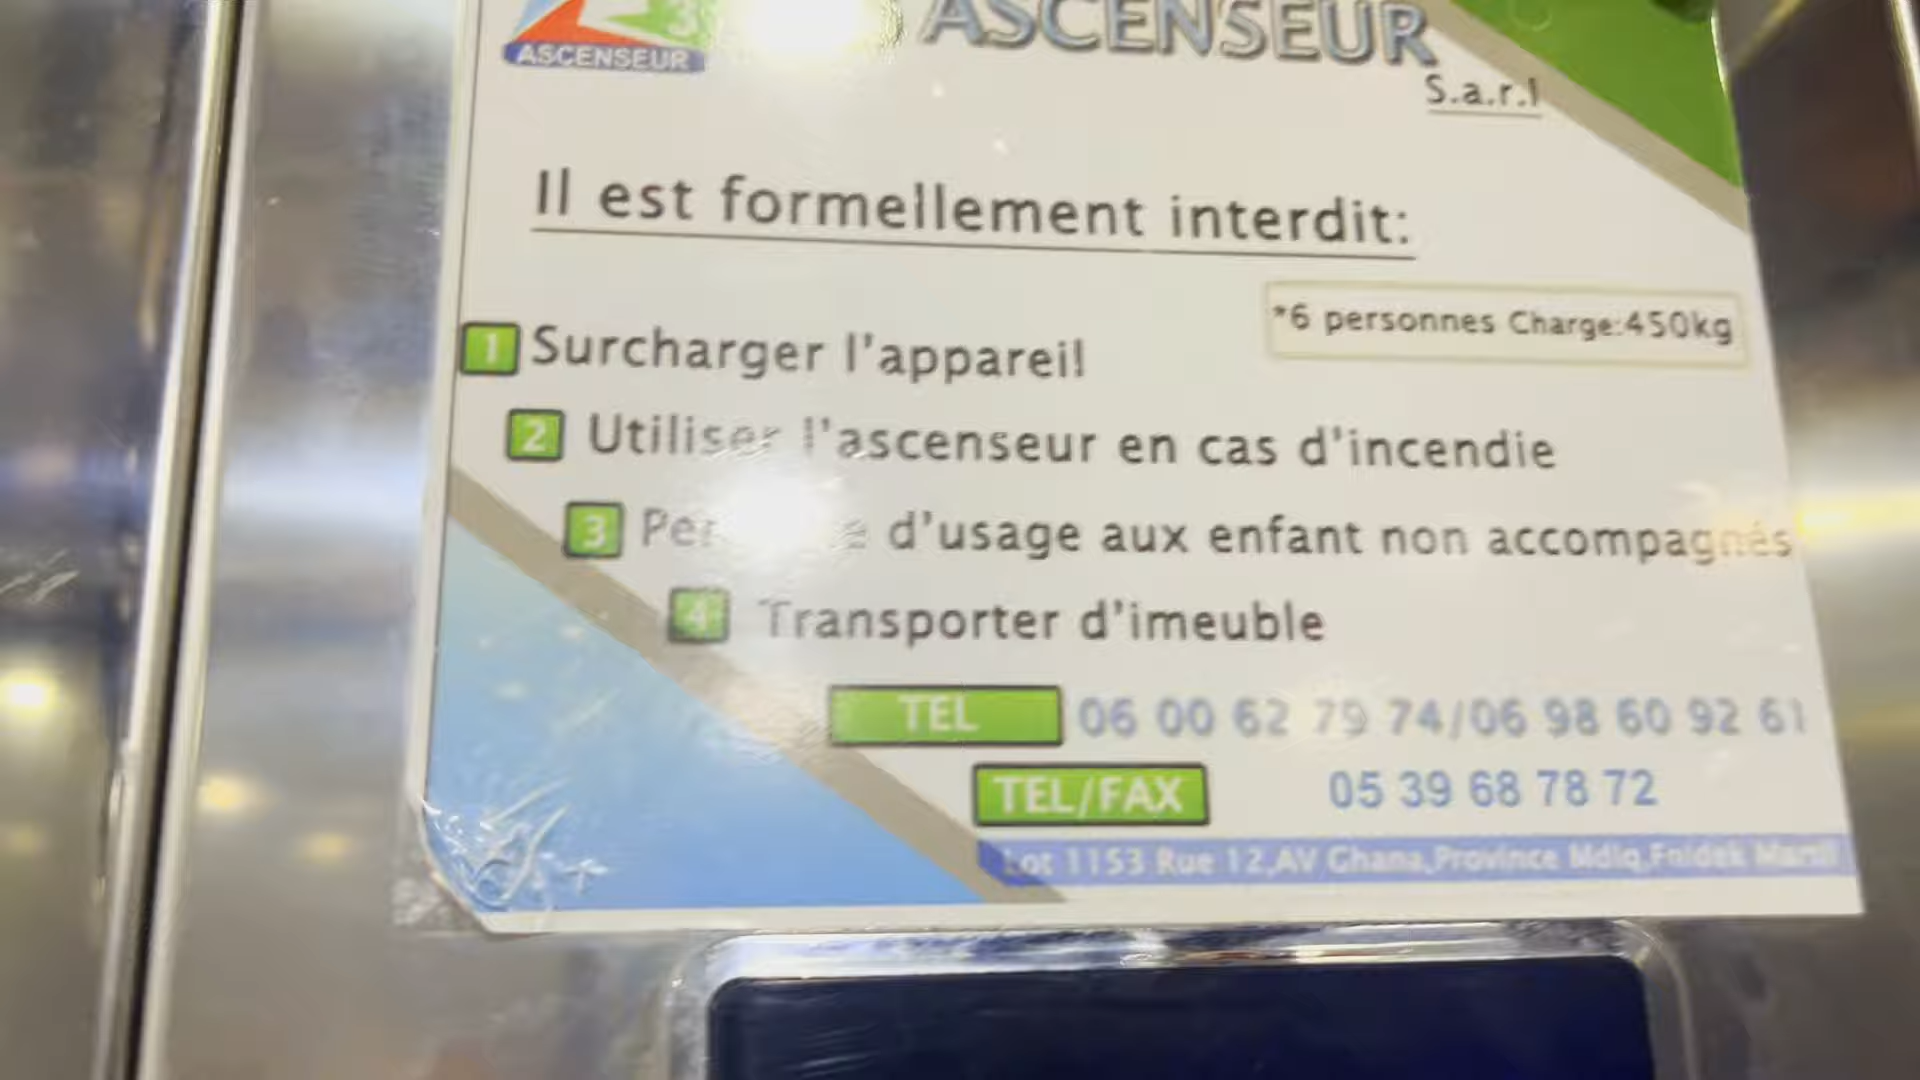 ASCENSEUR
ASCENSEUR
S.a.r.l
Il est formellement interdit:
*6 personnes Charge:450kg
1 Surcharger l'appareil
2 Utiliser l'ascenseur en cas d'incendie
3 d'usage aux enfant non accompagnés
4 Transporter d'imeuble
TEL 06 00 62 79 74/06 98 60 92 61
TEL/FAX 05 39 68 78 72
Lot 1153 Rue 12,AV Ghana,Province Mdiq,Fnidek